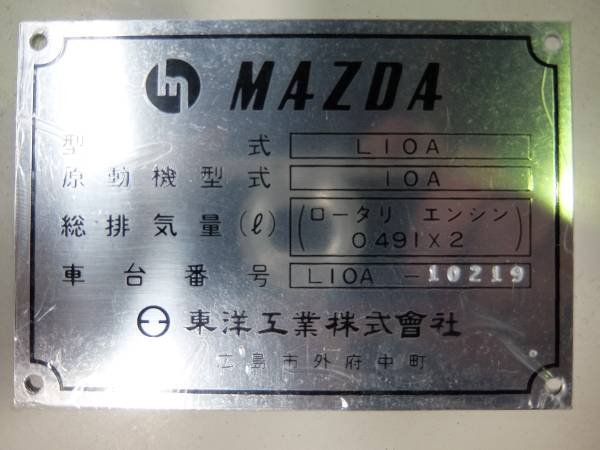 MAZDA
型式 L10A
原動機型式 10A
総排気量(ℓ) (ロータリ エンジン 0.491×2)
車台番号 L10A-10219
東洋工業株式會社
広島市外府中町